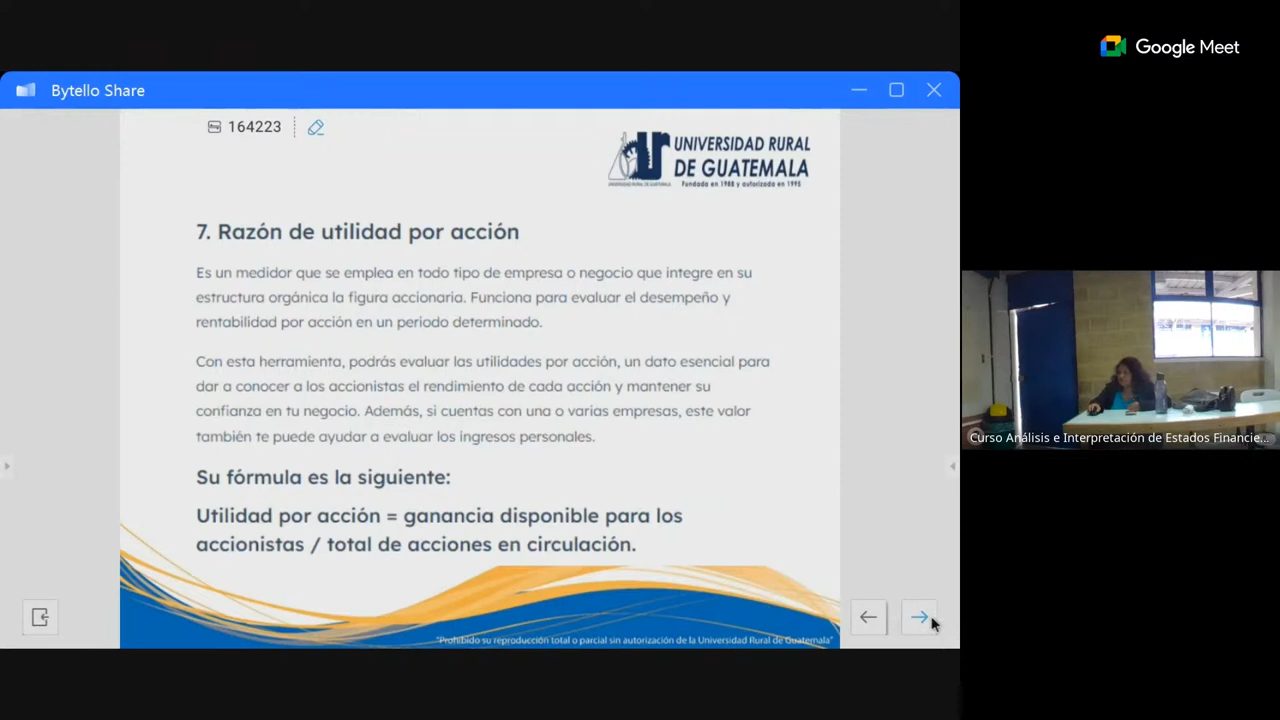 Google Meet
Bytello Share
164223
UNIVERSIDAD RURAL
DE GUATEMALA
Fundada en 1988 y autorizada en 1995
UNIVERSIDAD RURAL DE GUATEMALA
7. Razón de utilidad por acción
Es un medidor que se emplea en todo tipo de empresa o negocio que integre en su
estructura orgánica la figura accionaria. Funciona para evaluar el desempeño y
rentabilidad por acción en un periodo determinado.
Con esta herramienta, podrás evaluar las utilidades por acción, un dato esencial para
dar a conocer a los accionistas el rendimiento de cada acción y mantener su
confianza en tu negocio. Además, si cuentas con una o varias empresas, este valor
también te puede ayudar a evaluar los ingresos personales.
Su fórmula es la siguiente:
Utilidad por acción = ganancia disponible para los
accionistas / total de acciones en circulación.
"Prohibido su reproducción total o parcial sin autorización de la Universidad Rural de Guatemala"
Curso Análisis e Interpretación de Estados Financie...